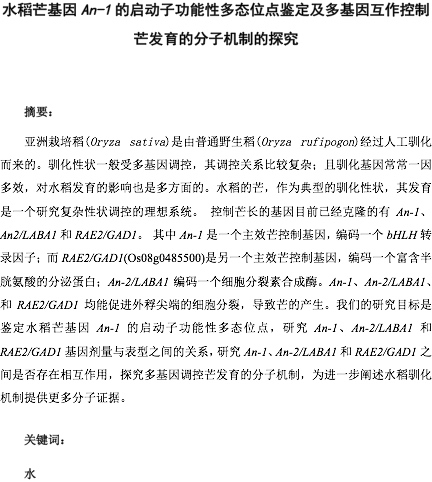 水稻芒基因 An-1 的启动子功能性多态位点鉴定及多基因互作控制
芒发育的分子机制的探究
摘要：
亚洲栽培稻(Oryza sativa)是由普通野生稻(Oryza rufipogon)经过人工驯化
而来的。驯化性状一般受多基因调控，其调控关系比较复杂；且驯化基因常常一因
多效，对水稻发育的影响也是多方面的。水稻的芒，作为典型的驯化性状，其发育
是一个研究复杂性状调控的理想系统。 控制芒长的基因目前已经克隆的有 An-1、
An2/LABA1 和 RAE2/GAD1。 其中 An-1 是一个主效芒控制基因，编码一个 bHLH 转
录因子；而 RAE2/GAD1(Os08g0485500)是另一个主效芒控制基因，编码一个富含半
胱氨酸的分泌蛋白；An-2/LABA1 编码一个细胞分裂素合成酶。An-1、An-2/LABA1、
和 RAE2/GAD1 均能促进外稃尖端的细胞分裂，导致芒的产生。我们的研究目标是
鉴定水稻芒基因 An-1 的启动子功能性多态位点，研究 An-1、An-2/LABA1 和
RAE2/GAD1 基因剂量与表型之间的关系，研究 An-1、An-2/LABA1 和 RAE2/GAD1 之
间是否存在相互作用，探究多基因调控芒发育的分子机制，为进一步阐述水稻驯化
机制提供更多分子证据。
关键词：
水